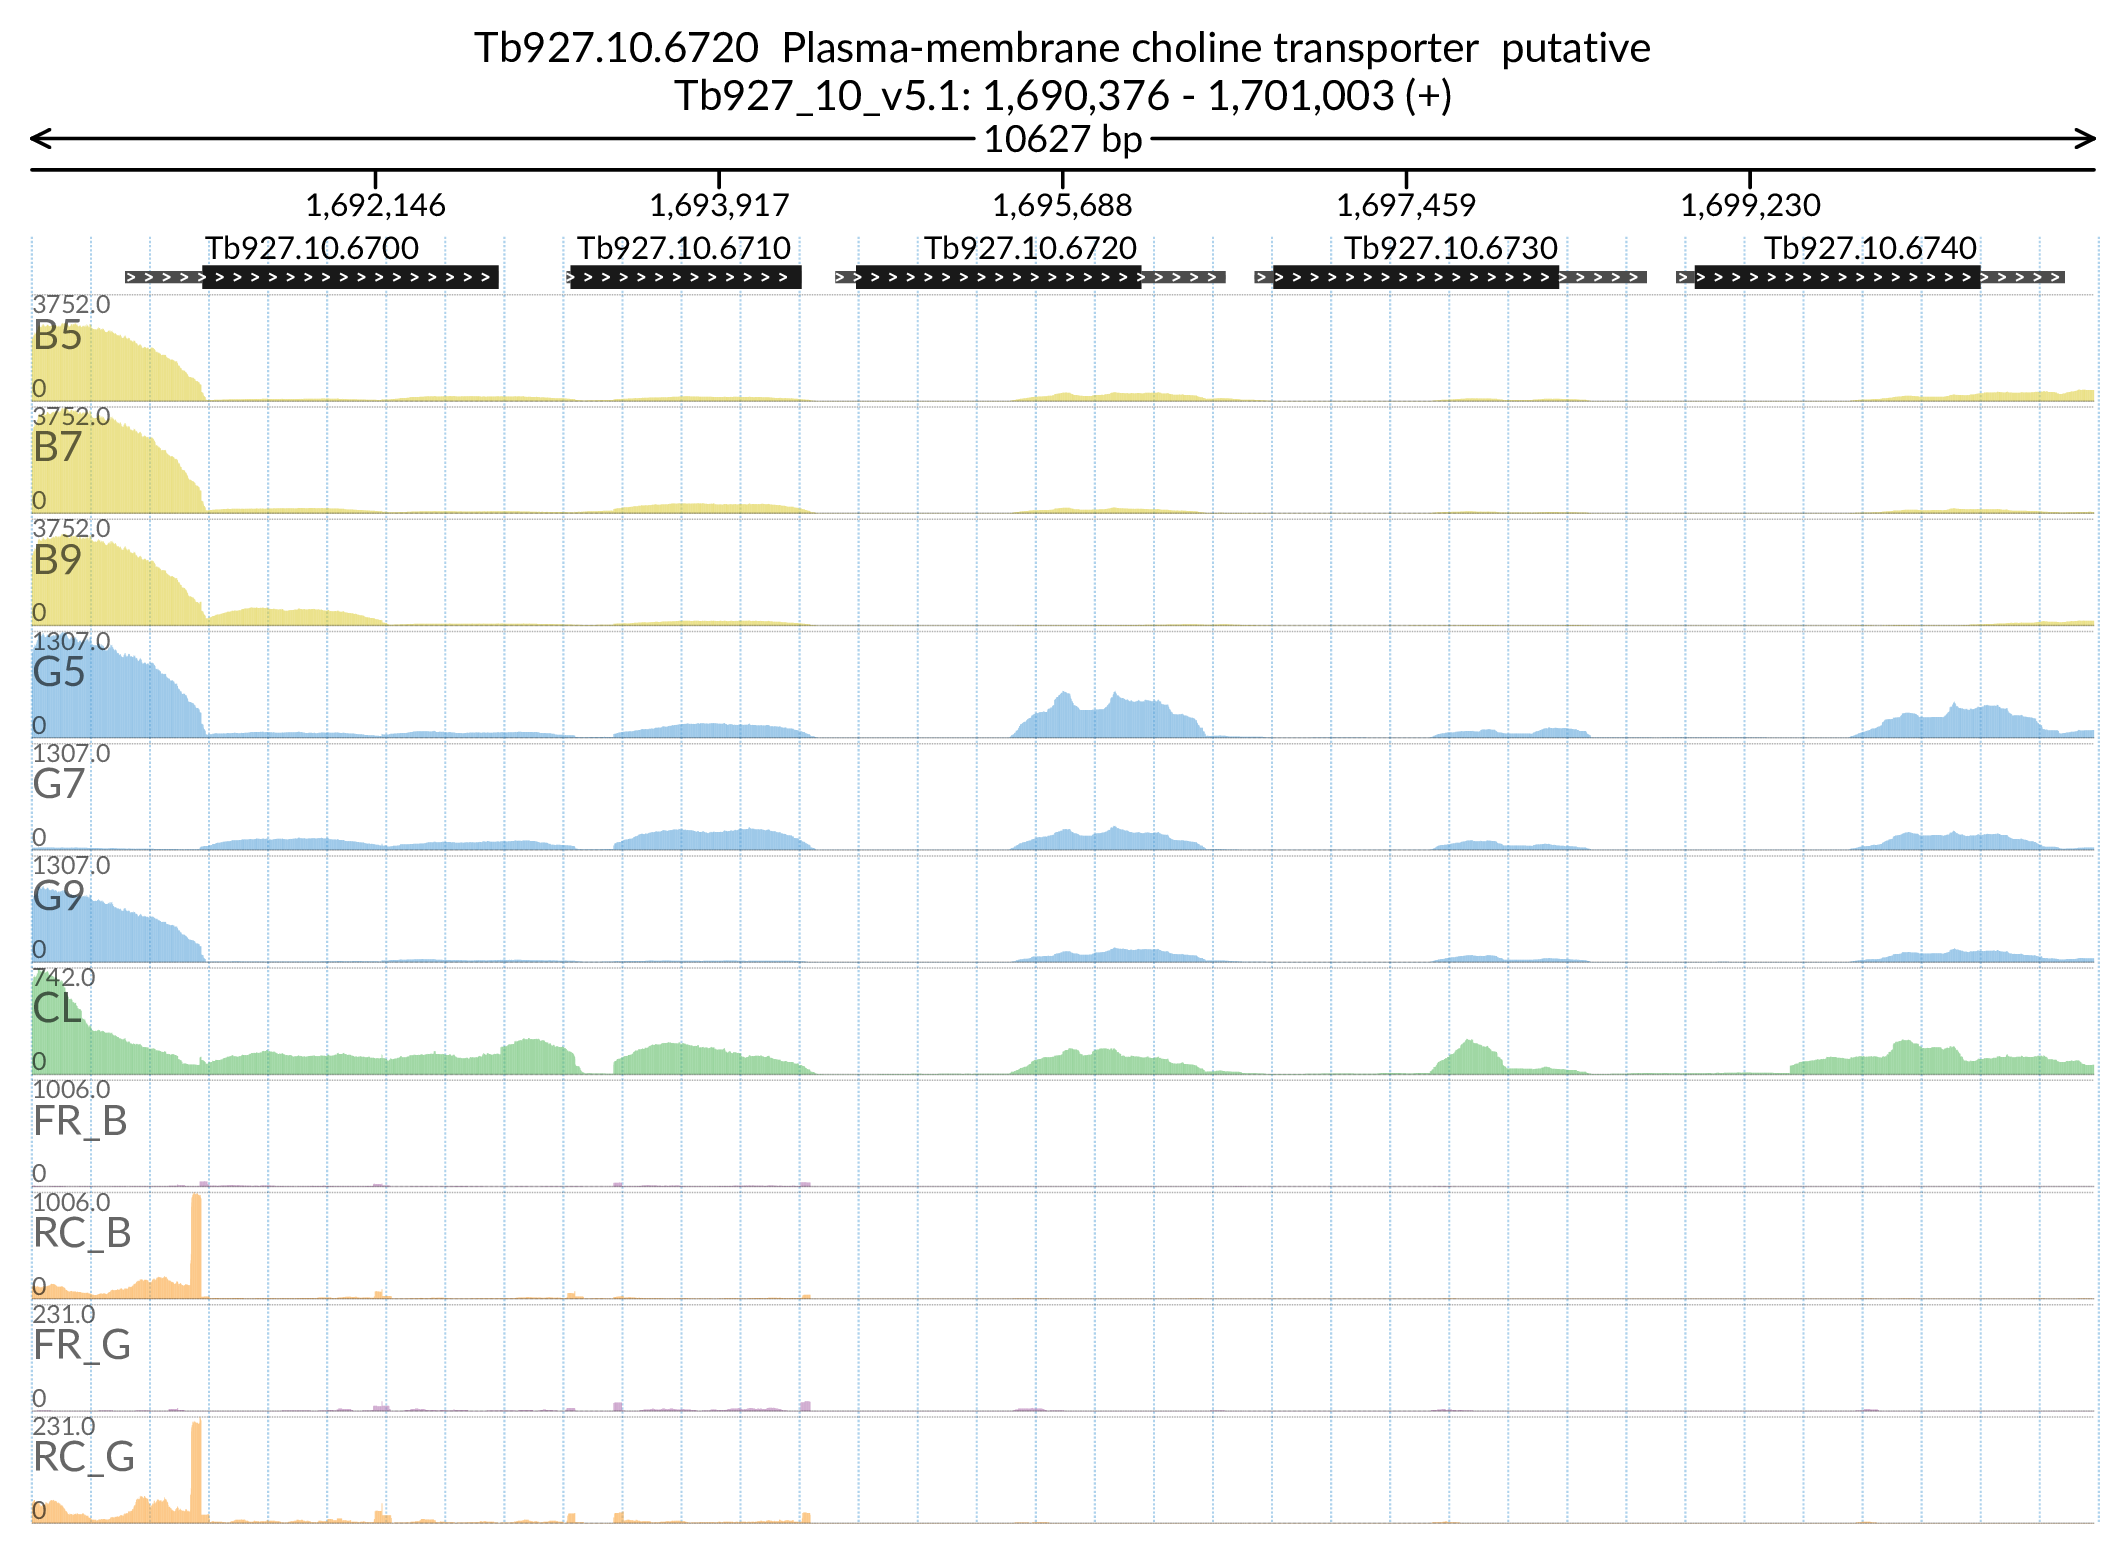 Tb927.10.6720  Plasma-membrane choline transporter  putative
Tb927_10_v5.1: 1,690,376 - 1,701,003 (+)
10627 bp
1,692,146 1,693,917 1,695,688 1,697,459 1,699,230
Tb927.10.6700 Tb927.10.6710 Tb927.10.6720 Tb927.10.6730 Tb927.10.6740
3752.0
B5
0
3752.0
B7
0
3752.0
B9
0
1307.0
G5
0
1307.0
G7
0
1307.0
G9
0
742.0
CL
0
1006.0
FR_B
0
1006.0
RC_B
0
231.0
FR_G
0
231.0
RC_G
0